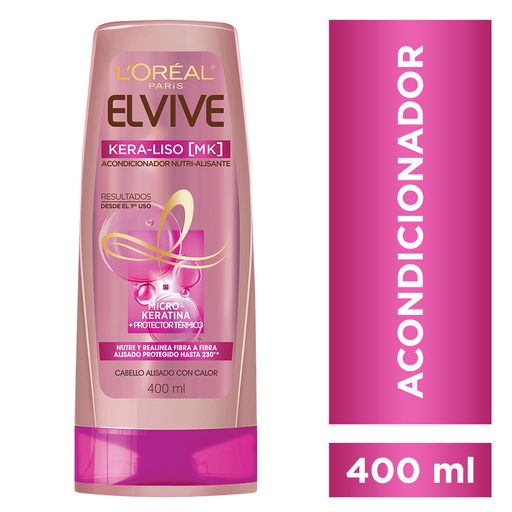 L'ORÉAL
PARIS
ELVIVE
KERA-LISO [MK]
ACONDICIONADOR NUTRI-ALISANTE
RESULTADOS
DESDE EL 1ER USO
MICRO-
KERATINA
+PROTECTOR TÉRMICO
NUTRE Y REALINEA FIBRA A FIBRA
ALISADO PROTEGIDO HASTA 230°*
CABELLO ALISADO CON CALOR
400 ml
ACONDICIONADOR
400 ml